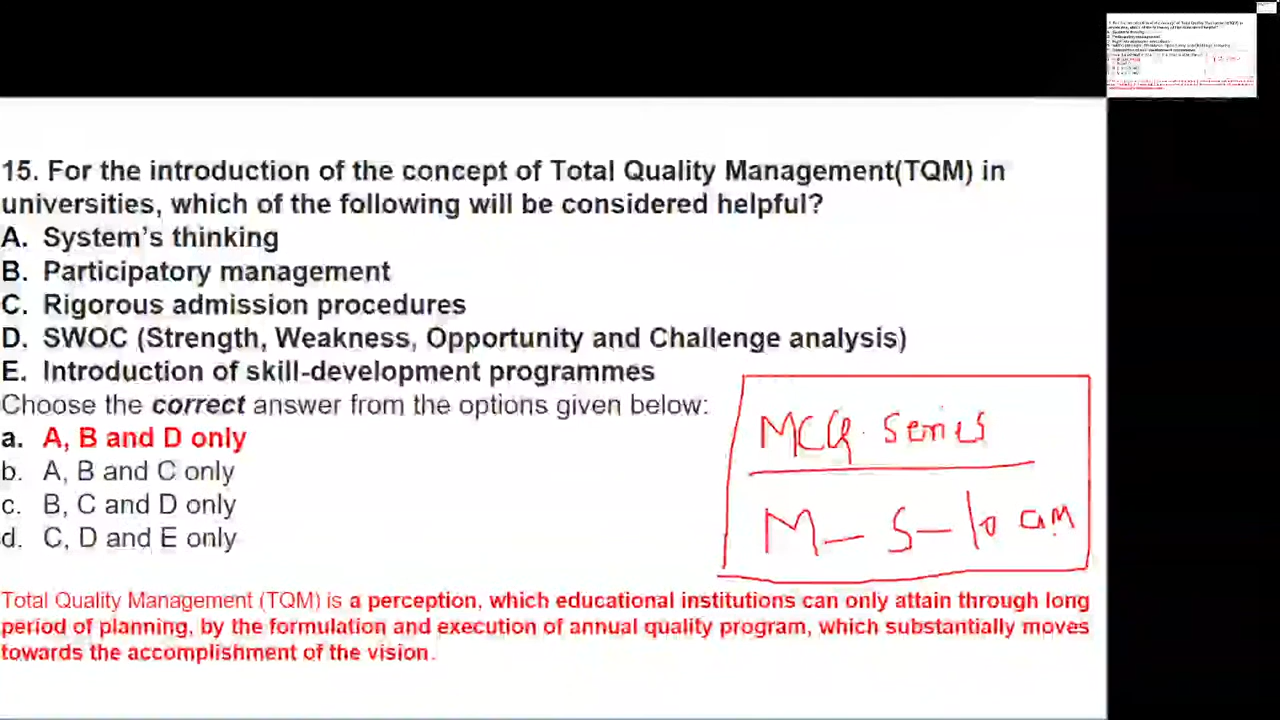 15. For the introduction of the concept of Total Quality Management(TQM) in
universities, which of the following will be considered helpful?
A. System's thinking
B. Participatory management
C. Rigorous admission procedures
D. SWOC (Strength, Weakness, Opportunity and Challenge analysis)
E. Introduction of skill-development programmes
Choose the correct answer from the options given below:
a. A, B and D only
b. A, B and C only
c. B, C and D only
d. C, D and E only
MCQ. Series
M - S - 10 am
Total Quality Management (TQM) is a perception, which educational institutions can only attain through long
period of planning, by the formulation and execution of annual quality program, which substantially moves
towards the accomplishment of the vision.